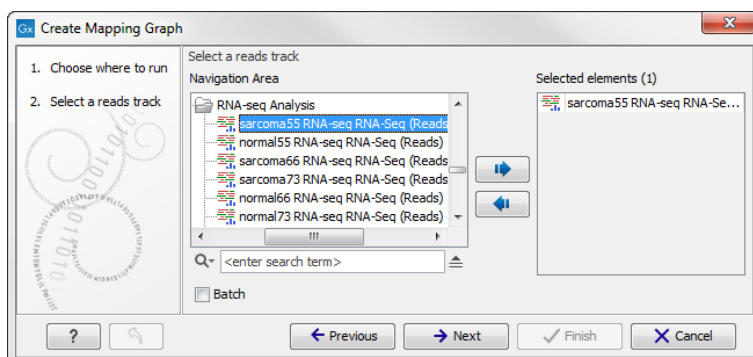 Gx Create Mapping Graph
1. Choose where to run
2. Select a reads track
Select a reads track
Navigation Area
RNA-seq Analysis
sarcoma55 RNA-seq RNA-Seq (Reads
normal55 RNA-seq RNA-Seq (Reads)
sarcoma66 RNA-seq RNA-Seq (Reads
sarcoma73 RNA-seq RNA-Seq (Reads
normal66 RNA-seq RNA-Seq (Reads)
normal73 RNA-seq RNA-Seq (Reads)
<enter search term>
Batch
Selected elements (1)
sarcoma55 RNA-seq RNA-Se...
?
Previous
Next
Finish
Cancel